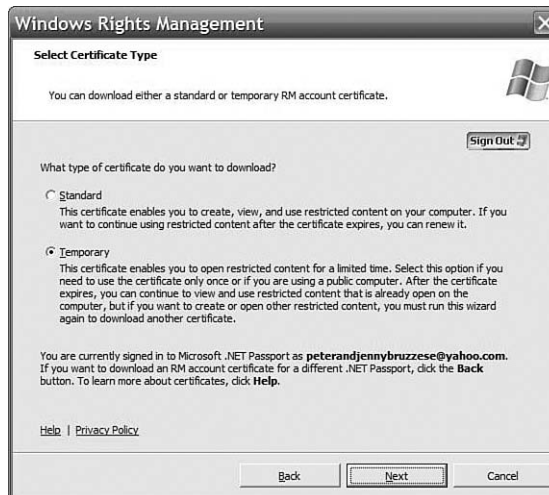 Windows Rights Management
Select Certificate Type
You can download either a standard or temporary RM account certificate.
Sign Out
What type of certificate do you want to download?
Standard
This certificate enables you to create, view, and use restricted content on your computer. If you
want to continue using restricted content after the certificate expires, you can renew it.
Temporary
This certificate enables you to open restricted content for a limited time. Select this option if you
need to use the certificate only once or if you are using a public computer. After the certificate
expires, you can continue to view and use restricted content that is already open on the
computer, but if you want to create or open other restricted content, you must run this wizard
again to download another certificate.
You are currently signed in to Microsoft .NET Passport as peterandjennybruzzese@yahoo.com.
If you want to download an RM account certificate for a different .NET Passport, click the Back
button. To learn more about certificates, click Help.
Help | Privacy Policy
Back Next Cancel